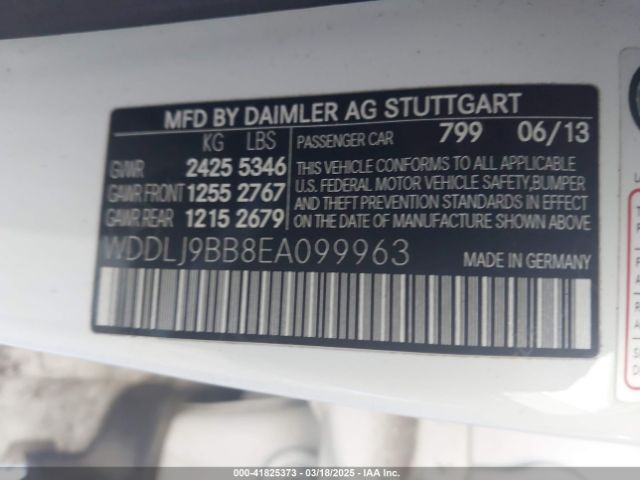 MFD BY DAIMLER AG STUTTGART
KG LBS PASSENGER CAR 799 06/13
GVWR 2425 5346
GAWR FRONT 1255 2767
GAWR REAR 1215 2679
THIS VEHICLE CONFORMS TO ALL APPLICABLE
U.S. FEDERAL MOTOR VEHICLE SAFETY,BUMPER
AND THEFT PREVENTION STANDARDS IN EFFECT
ON THE DATE OF MANUFACTURE SHOWN ABOVE
WDDLJ9BB8EA099963 MADE IN GERMANY
00-41825373 | 03/18/2025 | IAA Inc.